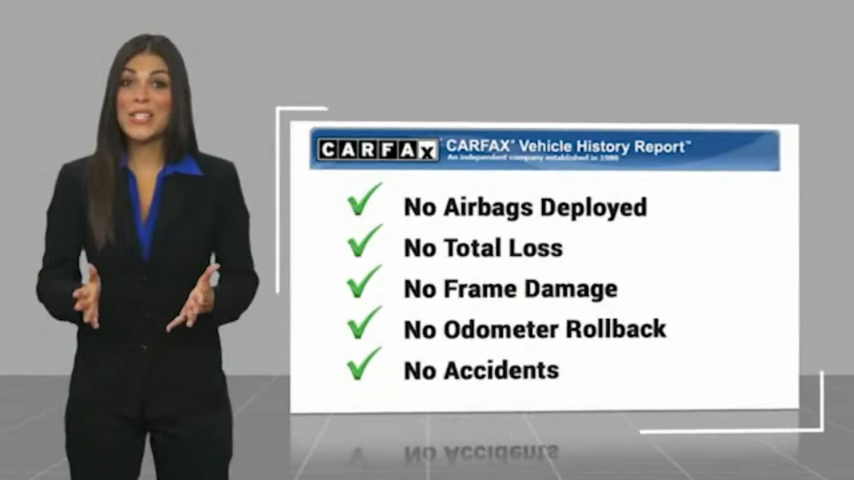 CARFAX CARFAX® Vehicle History Report™
An independent company established in 1986
No Airbags Deployed
No Total Loss
No Frame Damage
No Odometer Rollback
No Accidents
No Accidents